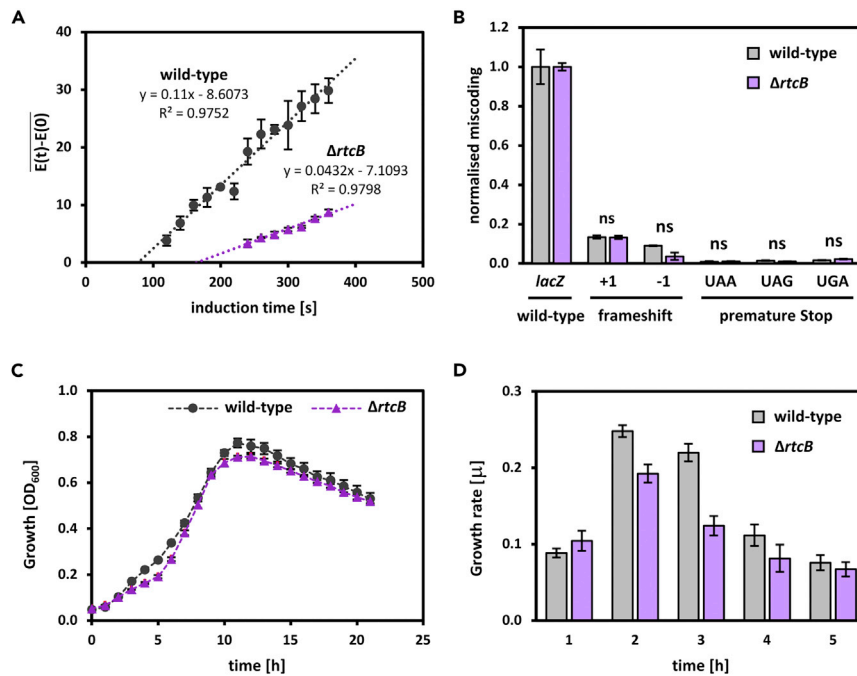 A
40
30
20
10
0
E(t)-E(0)
wild-type
y = 0.11x - 8.6073
R² = 0.9752
ΔrtcB
y = 0.0432x - 7.1093
R² = 0.9798
0 100 200 300 400 500
induction time [s]
B
1.2
1.0
0.8
0.6
0.4
0.2
0.0
normalised miscoding
wild-type
ΔrtcB
ns ns ns ns ns
lacZ +1 -1 UAA UAG UGA
wild-type frameshift premature Stop
C
1.0
0.8
0.6
0.4
0.2
0.0
Growth [OD₆₀₀]
wild-type ΔrtcB
0 5 10 15 20 25
time [h]
D
0.3
0.2
0.1
0.0
Growth rate [μ]
wild-type
ΔrtcB
1 2 3 4 5
time [h]